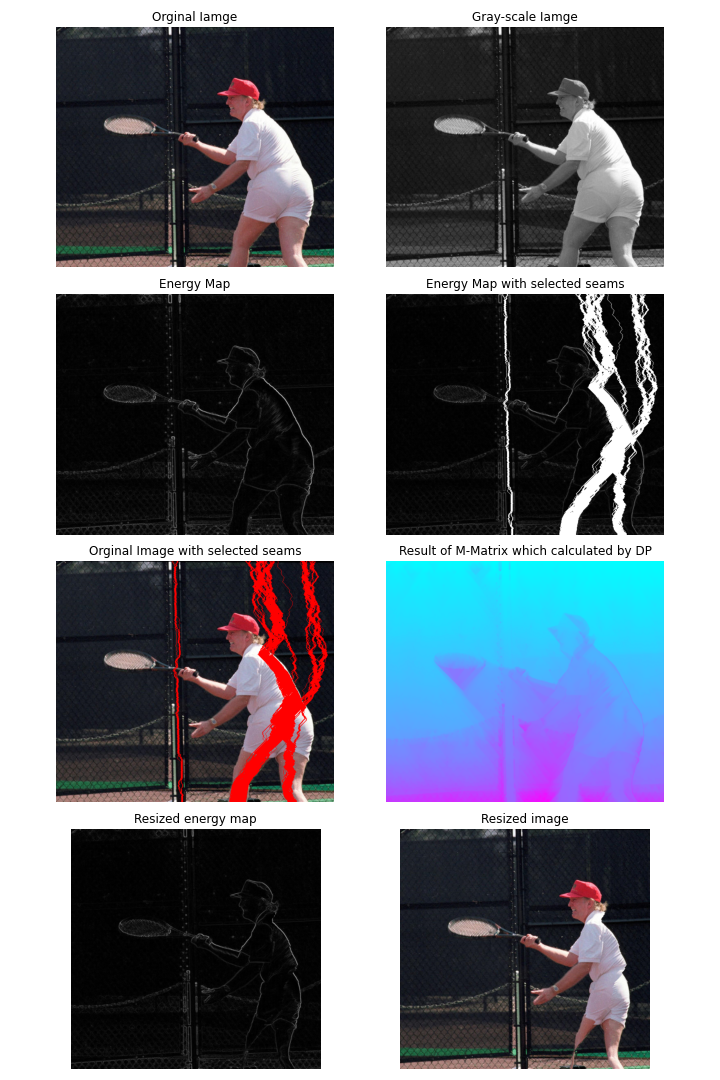 Orginal Iamge
Gray-scale Iamge
Energy Map
Energy Map with selected seams
Orginal Image with selected seams
Result of M-Matrix which calculated by DP
Resized energy map
Resized image